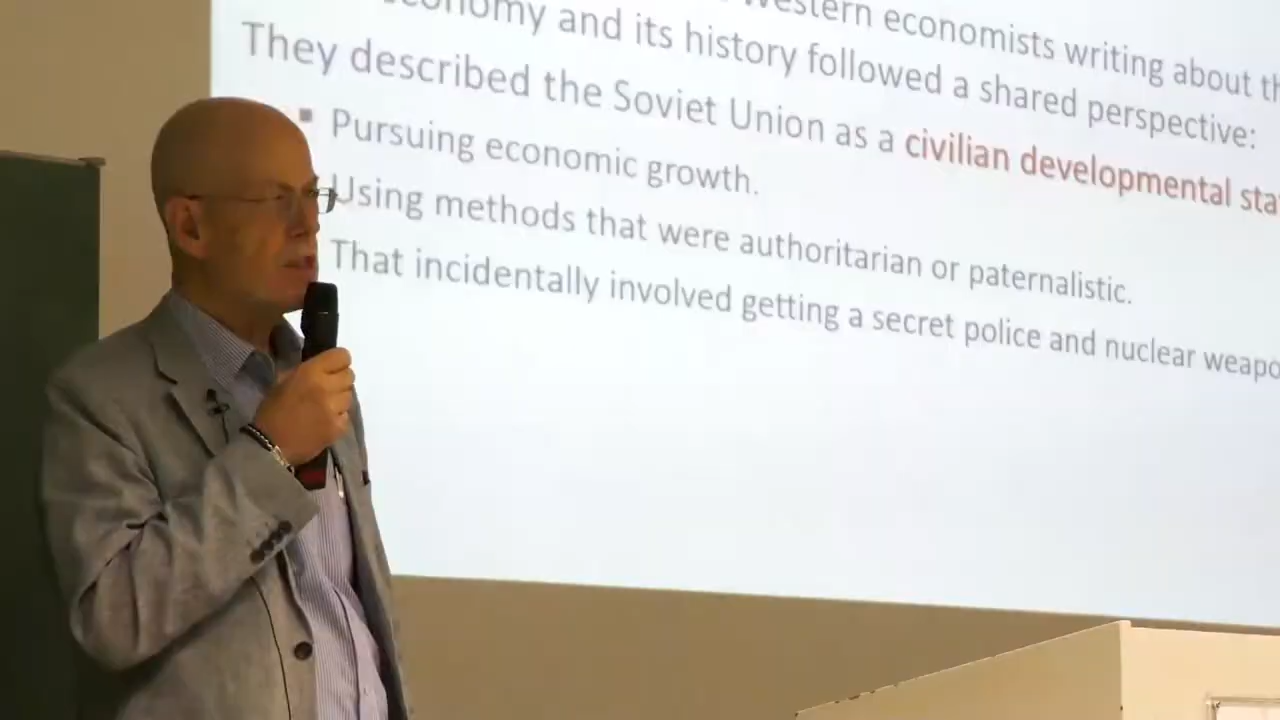 Western economists writing about th
economy and its history followed a shared perspective:
They described the Soviet Union as a civilian developmental sta
▪ Pursuing economic growth.
Using methods that were authoritarian or paternalistic.
That incidentally involved getting a secret police and nuclear weapo